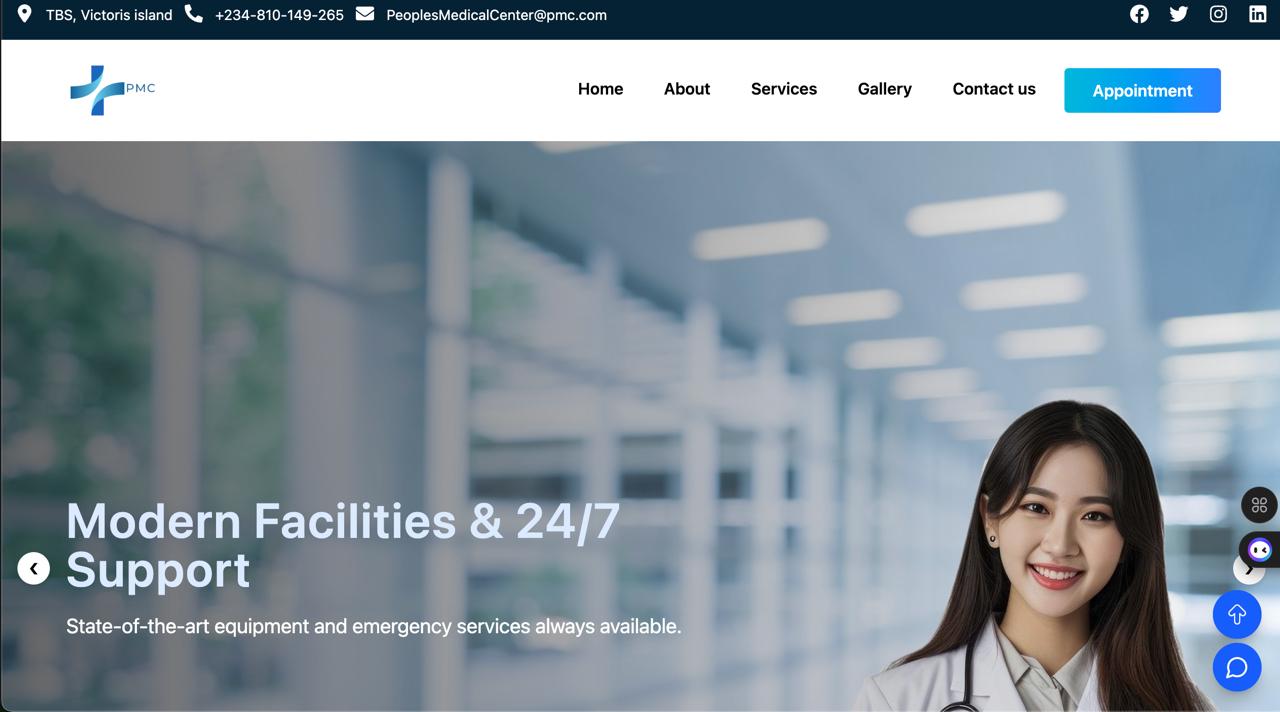 TBS, Victoris island +234-810-149-265 PeoplesMedicalCenter@pmc.com
PMC
Home About Services Gallery Contact us Appointment
Modern Facilities & 24/7
Support
State-of-the-art equipment and emergency services always available.